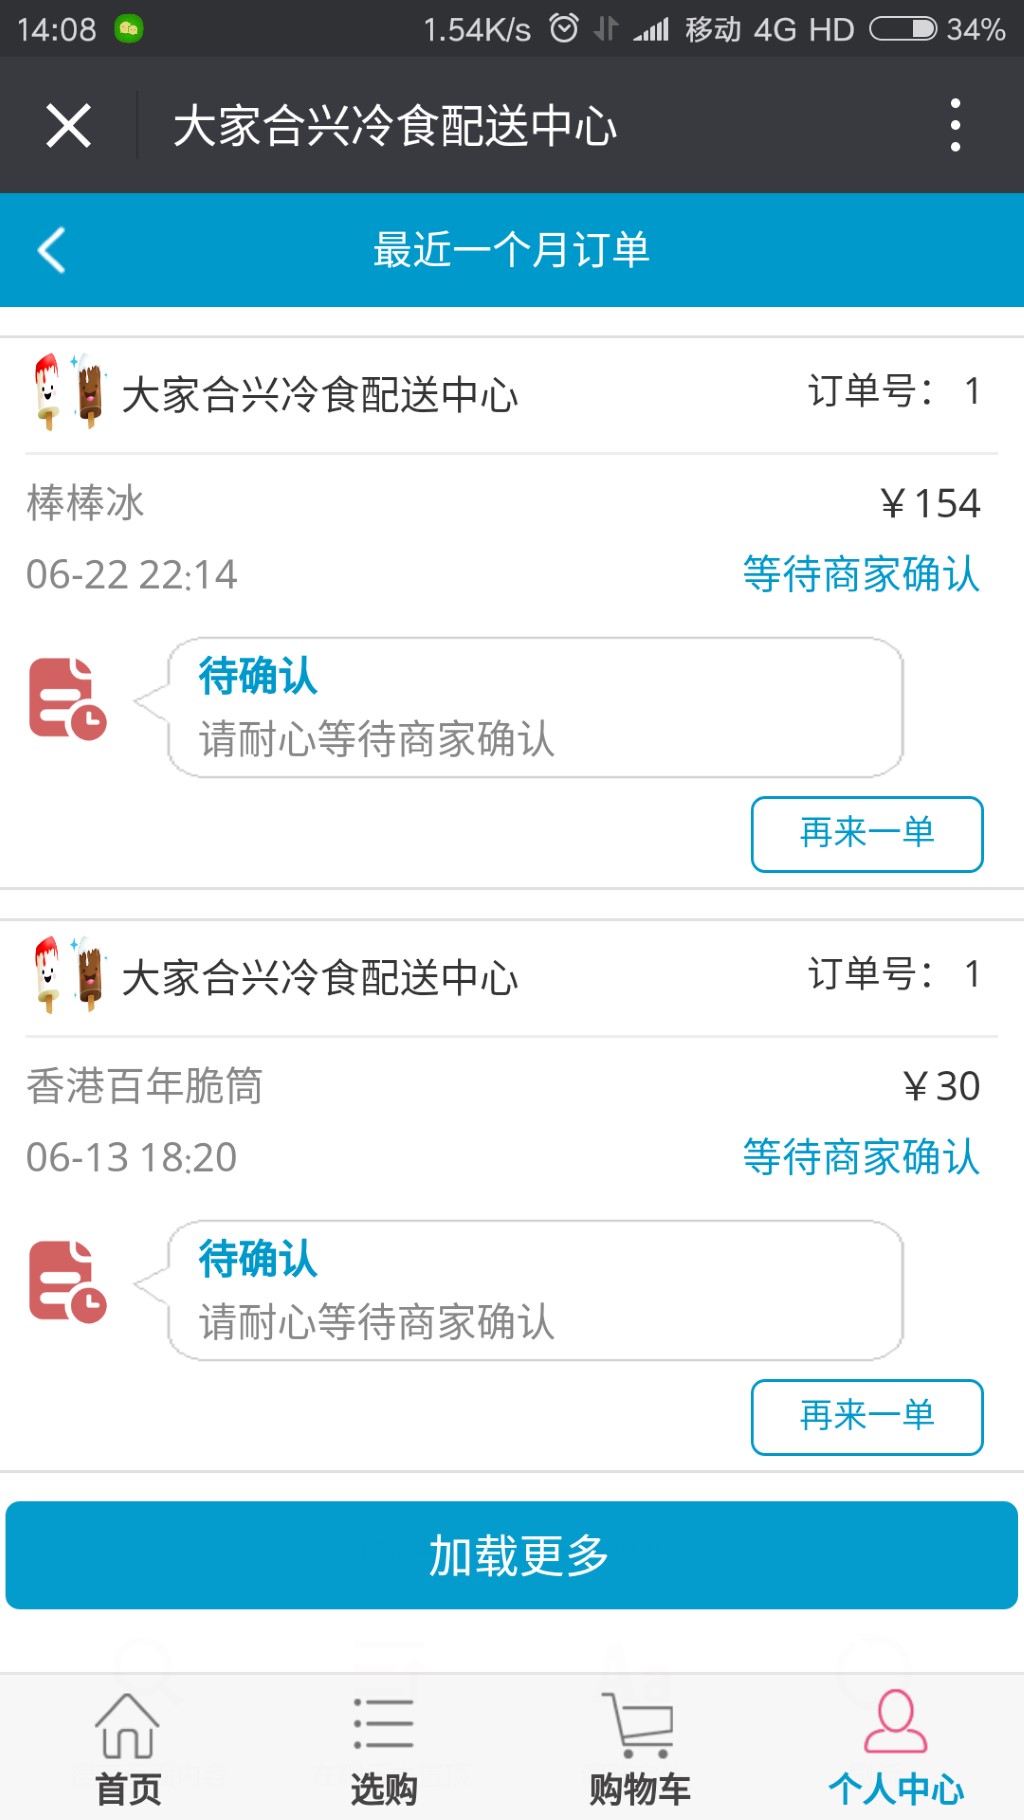 14:08 1.54K/s 移动 4G HD 34%
大家合兴冷食配送中心
最近一个月订单
大家合兴冷食配送中心 订单号： 1
棒棒冰 ￥154
06-22 22:14 等待商家确认
待确认
请耐心等待商家确认
再来一单
大家合兴冷食配送中心 订单号： 1
香港百年脆筒 ￥30
06-13 18:20 等待商家确认
待确认
请耐心等待商家确认
再来一单
加载更多
首页 选购 购物车 个人中心